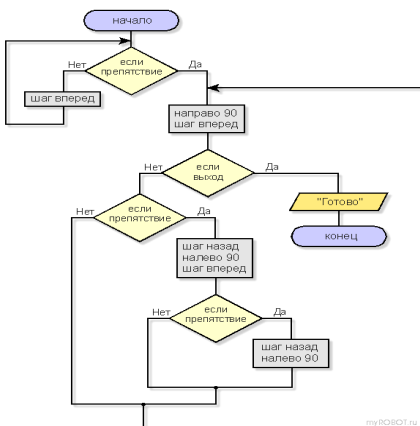 начало
если
препятствие
Нет
Да
шаг вперед
направо 90
шаг вперед
если
выход
Нет
Да
"Готово"
конец
если
препятствие
Нет
Да
шаг назад
налево 90
шаг вперед
если
препятствие
Нет
Да
шаг назад
налево 90
myROBOT.ru